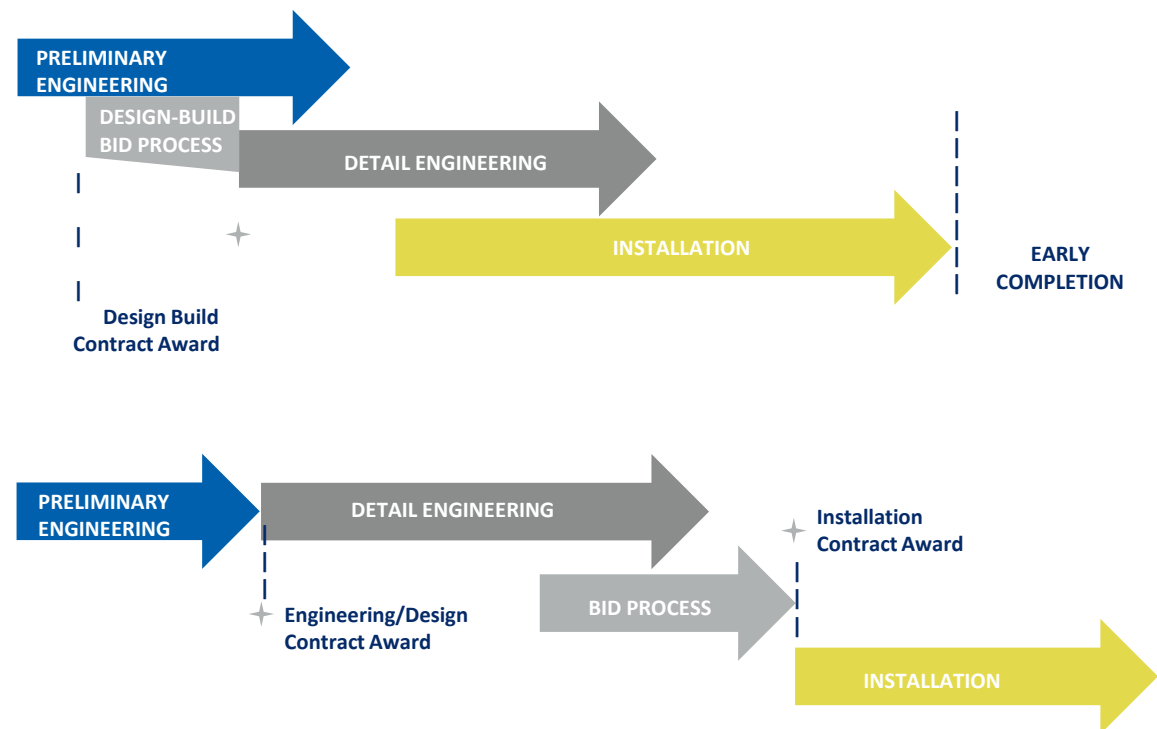 PRELIMINARY
ENGINEERING
DESIGN-BUILD
BID PROCESS
DETAIL ENGINEERING
INSTALLATION
EARLY
COMPLETION
Design Build
Contract Award
PRELIMINARY
ENGINEERING
DETAIL ENGINEERING
Installation
Contract Award
Engineering/Design
Contract Award
BID PROCESS
INSTALLATION